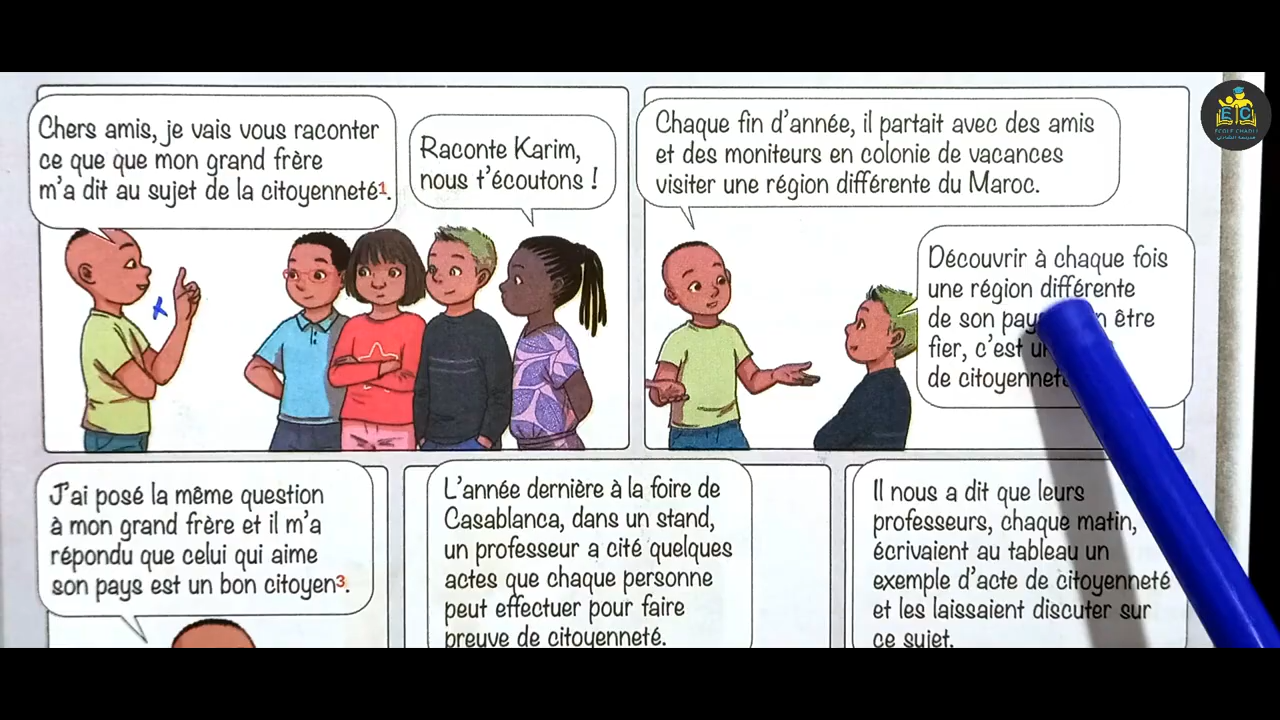 Chers amis, je vais vous raconter
ce que que mon grand frère
m'a dit au sujet de la citoyenneté¹.
Raconte Karim,
nous t'écoutons !
Chaque fin d'année, il partait avec des amis
et des moniteurs en colonie de vacances
visiter une région différente du Maroc.
Découvrir à chaque fois
une région différente
de son être
fier, c'est
de
J'ai posé la même question
à mon grand frère et il m'a
répondu que celui qui aime
son pays est un bon citoyen³.
L'année dernière à la foire de
Casablanca, dans un stand,
un professeur a cité quelques
actes que chaque personne
peut effectuer pour faire
preuve de citoyenneté.
Il nous a dit que leurs
professeurs, chaque matin,
écrivaient au tableau un
exemple d'acte de citoyenneté
et les laissaient discuter sur
ce sujet.
EC
ECOLE CHADLI